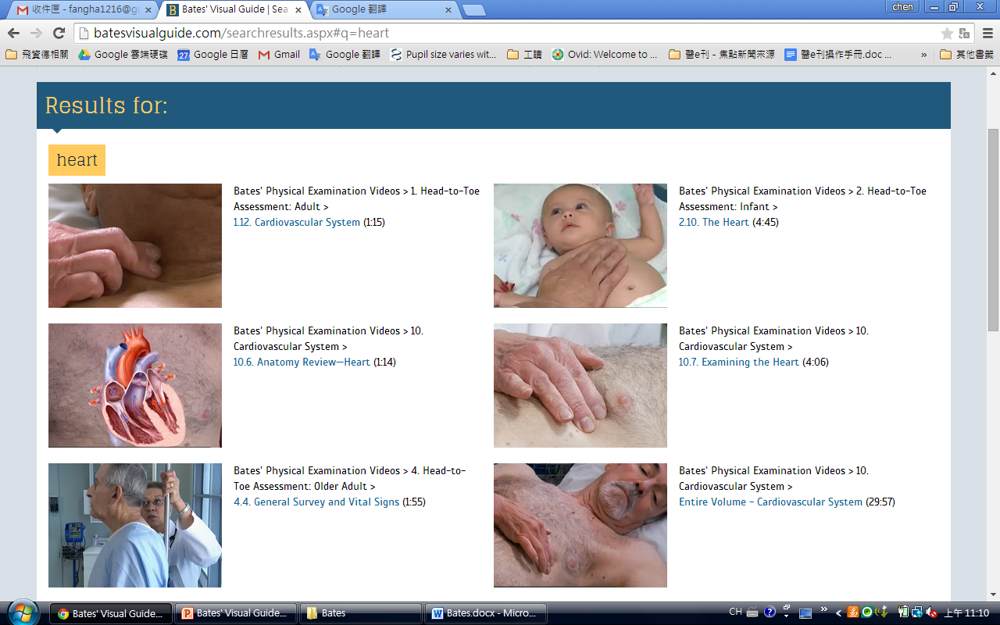 收件匣 - fangha1216@g
Bates' Visual Guide | Sea
Google 翻譯
chen
batesvisualguide.com/searchresults.aspx#q=heart
飛資傳相關
Google 雲端硬碟
27
Google 日曆
Gmail
Google 翻譯
Pupil size varies wit...
工讀
Ovid: Welcome to ...
醫e刊 - 焦點新聞來源
醫e刊操作手冊.doc ...
»
其他書籤
Results for:
heart
Bates' Physical Examination Videos > 1. Head-to-Toe
Assessment: Adult >
1.12. Cardiovascular System (1:15)
Bates' Physical Examination Videos > 2. Head-to-Toe
Assessment: Infant >
2.10. The Heart (4:45)
Bates' Physical Examination Videos > 10.
Cardiovascular System >
10.6. Anatomy Review—Heart (1:14)
Bates' Physical Examination Videos > 10.
Cardiovascular System >
10.7. Examining the Heart (4:06)
Bates' Physical Examination Videos > 4. Head-to-
Toe Assessment: Older Adult >
4.4. General Survey and Vital Signs (1:55)
Bates' Physical Examination Videos > 10.
Cardiovascular System >
Entire Volume - Cardiovascular System (29:57)
Bates' Visual Guide...
Bates' Visual Guide...
Bates
Bates.docx - Micro...
CH
上午 11:10